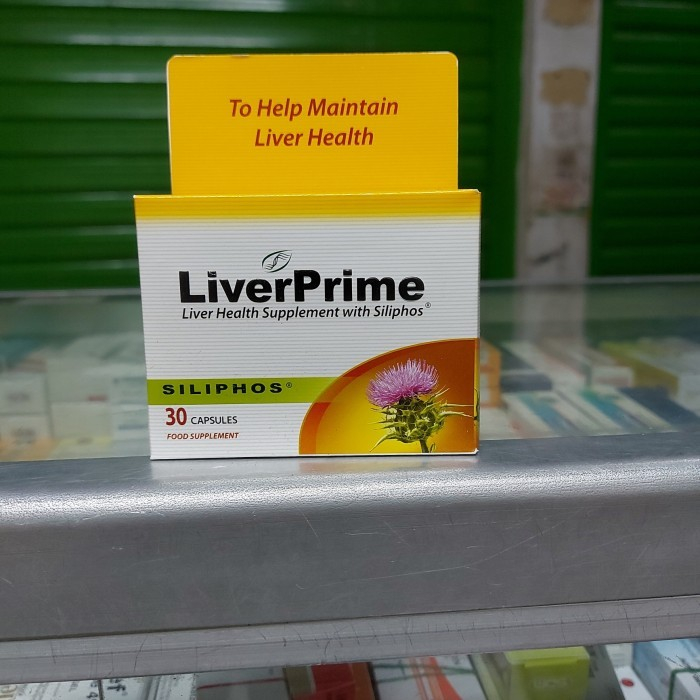 To Help Maintain
Liver Health
LiverPrime
Liver Health Supplement with Siliphos®
SILIPHOS®
30 CAPSULES
FOOD SUPPLEMENT